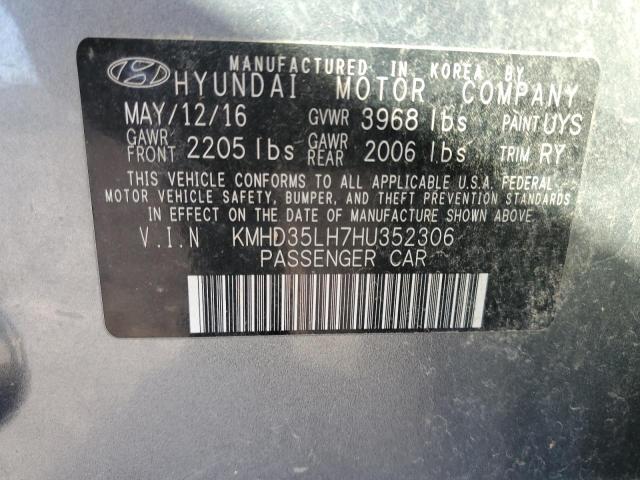 MANUFACTURED IN KOREA BY
HYUNDAI MOTOR COMPANY
MAY/12/16 GVWR 3968 lbs PAINT UYS
GAWR FRONT 2205 lbs GAWR REAR 2006 lbs TRIM RY
THIS VEHICLE CONFORMS TO ALL APPLICABLE U.S.A. FEDERAL
MOTOR VEHICLE SAFETY, BUMPER, AND THEFT PREVENTION STANDARDS
IN EFFECT ON THE DATE OF MANUFACTURE SHOWN ABOVE.
V.I.N KMHD35LH7HU352306
PASSENGER CAR